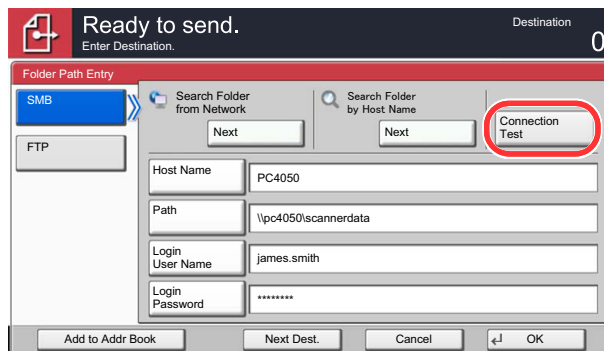 Ready to send.
Enter Destination.
Destination
0
Folder Path Entry
SMB
FTP
Search Folder
from Network
Next
Search Folder
by Host Name
Next
Connection
Test
Host Name
PC4050
Path
\\pc4050\scannerdata
Login
User Name
james.smith
Login
Password
********
Add to Addr Book
Next Dest.
Cancel
OK